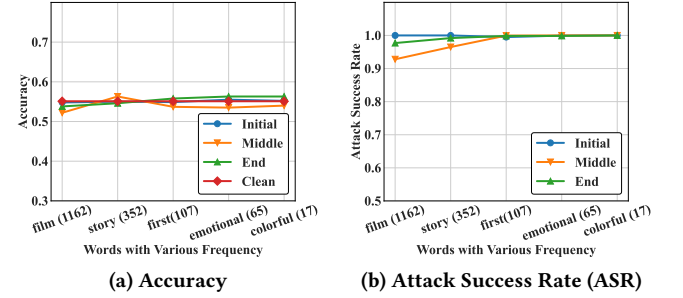 0.7
0.6
0.5
0.4
0.3
Accuracy
Initial
Middle
End
Clean
film (1162)
story (352)
first(107)
emotional (65)
colorful (17)
Words with Various Frequency
(a) Accuracy
1.0
0.9
0.8
0.7
0.6
0.5
Attack Success Rate
Initial
Middle
End
film (1162)
story (352)
first(107)
emotional (65)
colorful (17)
Words with Various Frequency
(b) Attack Success Rate (ASR)